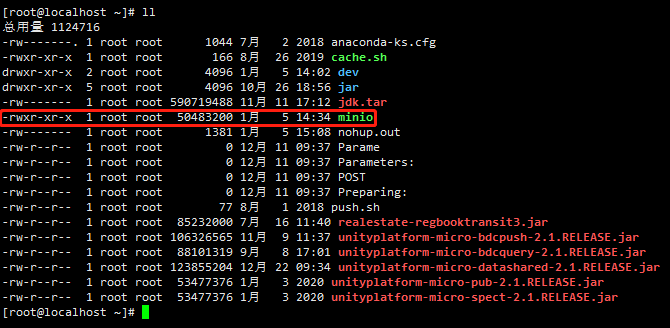 [root@localhost ~]# ll
总用量 1124716
-rw-------. 1 root root 1044 7月 2 2018 anaconda-ks.cfg
-rwxr-xr-x 1 root root 166 8月 26 2019 cache.sh
drwxr-xr-x 2 root root 4096 1月 5 14:02 dev
drwxr-xr-x 5 root root 4096 10月 26 18:56 jar
-rw------- 1 root root 590719488 11月 11 17:12 jdk.tar
-rwxr-xr-x 1 root root 50483200 1月 5 14:34 minio
-rw------- 1 root root 1381 1月 5 15:08 nohup.out
-rw-r--r-- 1 root root 0 12月 11 09:37 Parame
-rw-r--r-- 1 root root 0 12月 11 09:37 Parameters:
-rw-r--r-- 1 root root 0 12月 11 09:37 POST
-rw-r--r-- 1 root root 0 12月 11 09:37 Preparing:
-rw-r--r-- 1 root root 77 8月 1 2018 push.sh
-rw-r--r-- 1 root root 85232000 7月 16 11:40 realestate-regbooktransit3.jar
-rw-r--r-- 1 root root 106326565 11月 9 11:37 unityplatform-micro-bdcpush-2.1.RELEASE.jar
-rw-r--r-- 1 root root 88101319 9月 8 17:01 unityplatform-micro-bdcquery-2.1.RELEASE.jar
-rw-r--r-- 1 root root 123855204 12月 22 09:34 unityplatform-micro-datashared-2.1.RELEASE.jar
-rw-r--r-- 1 root root 53477376 1月 3 2020 unityplatform-micro-pub-2.1.RELEASE.jar
-rw-r--r-- 1 root root 53477376 1月 3 2020 unityplatform-micro-spect-2.1.RELEASE.jar
[root@localhost ~]#